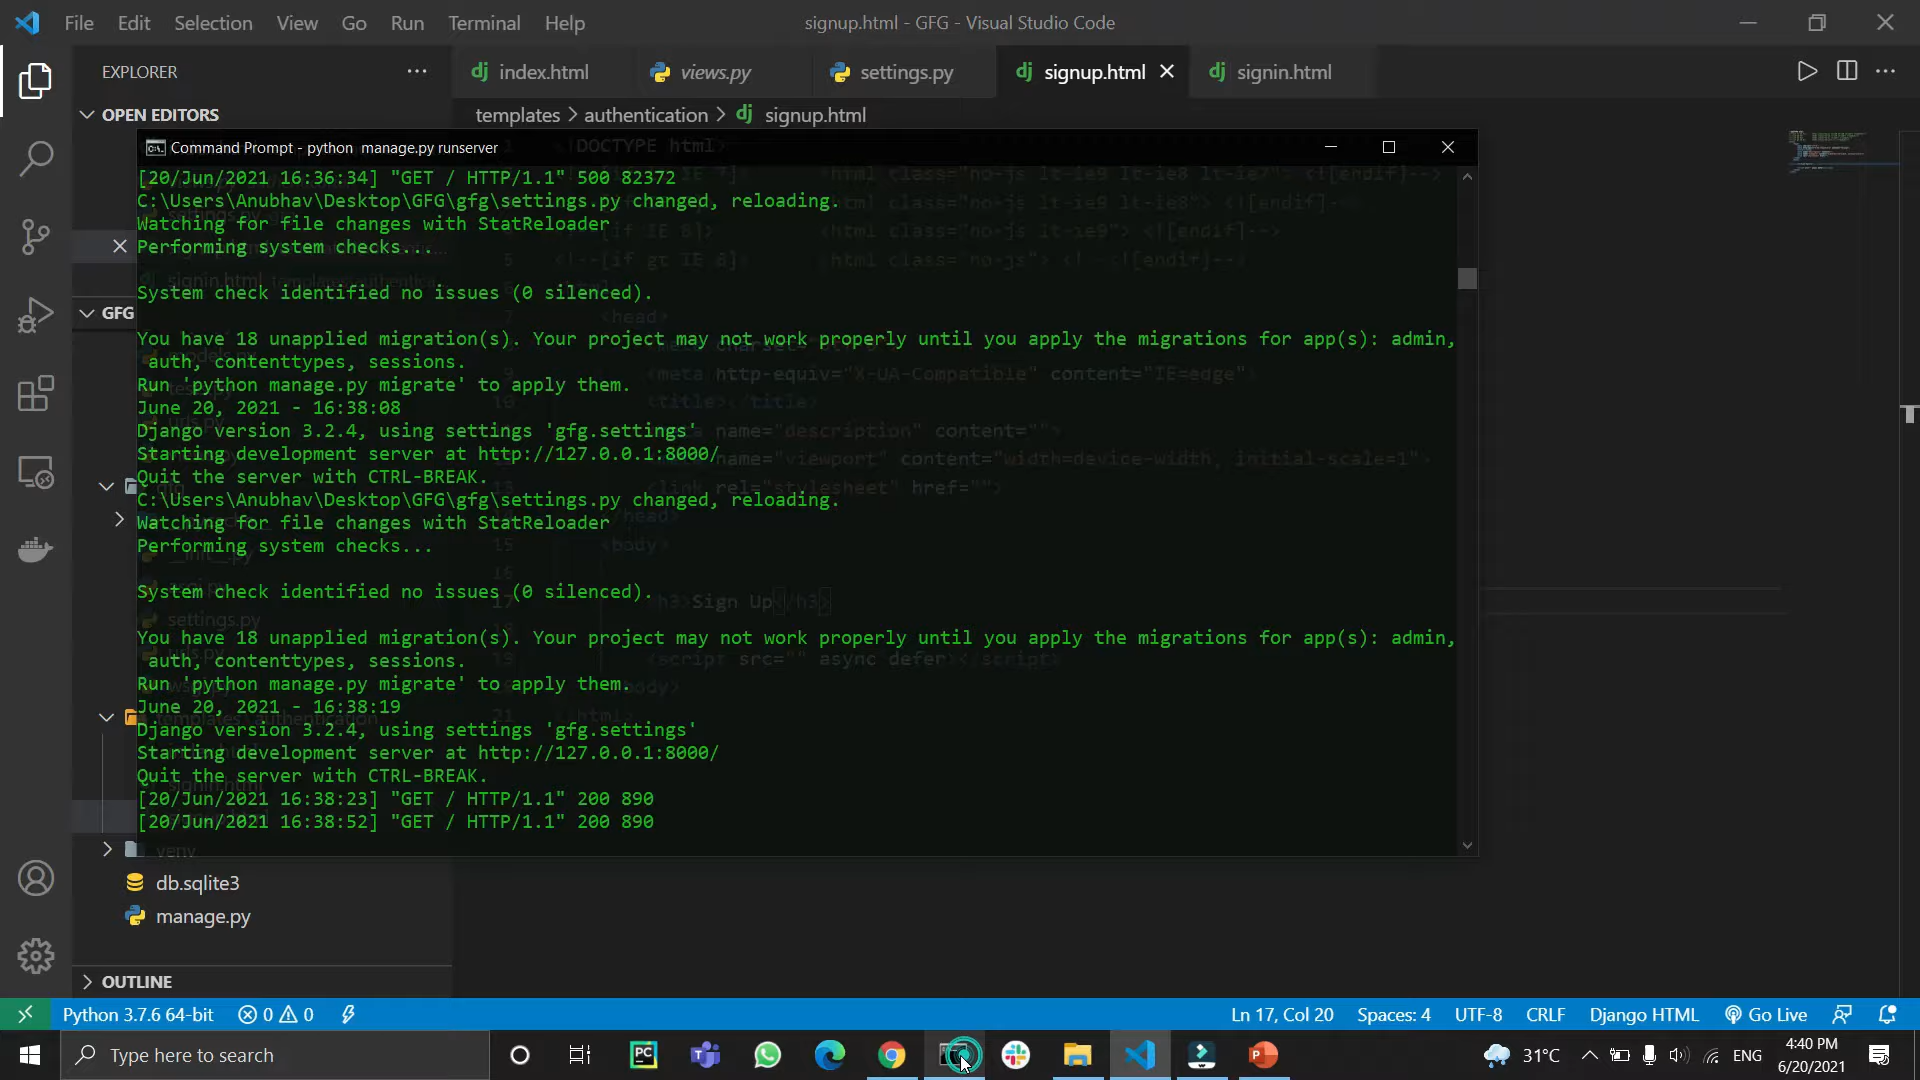 File Edit Selection View Go Run Terminal Help
signup.html - GFG - Visual Studio Code
EXPLORER
index.html
views.py
settings.py
signup.html
signin.html
OPEN EDITORS
templates > authentication > signup.html
Command Prompt - python manage.py runserver
[20/Jun/2021 16:36:34] "GET / HTTP/1.1" 500 82372
C:\Users\Anubhav\Desktop\GFG\gfg\settings.py changed, reloading.
Watching for file changes with StatReloader
Performing system checks...
System check identified no issues (0 silenced).
GFG
You have 18 unapplied migration(s). Your project may not work properly until you apply the migrations for app(s): admin,
auth, contenttypes, sessions.
Run 'python manage.py migrate' to apply them.
June 20, 2021 - 16:38:08
Django version 3.2.4, using settings 'gfg.settings'
Starting development server at http://127.0.0.1:8000/
Quit the server with CTRL-BREAK.
C:\Users\Anubhav\Desktop\GFG\gfg\settings.py changed, reloading.
Watching for file changes with StatReloader
Performing system checks...
System check identified no issues (0 silenced).
You have 18 unapplied migration(s). Your project may not work properly until you apply the migrations for app(s): admin,
auth, contenttypes, sessions.
Run 'python manage.py migrate' to apply them.
June 20, 2021 - 16:38:19
Django version 3.2.4, using settings 'gfg.settings'
Starting development server at http://127.0.0.1:8000/
Quit the server with CTRL-BREAK.
[20/Jun/2021 16:38:23] "GET / HTTP/1.1" 200 890
[20/Jun/2021 16:38:52] "GET / HTTP/1.1" 200 890
venv
db.sqlite3
manage.py
OUTLINE
Python 3.7.6 64-bit 0 0
Ln 17, Col 20 Spaces: 4 UTF-8 CRLF Django HTML Go Live
Type here to search
31°C ENG 4:40 PM
6/20/2021